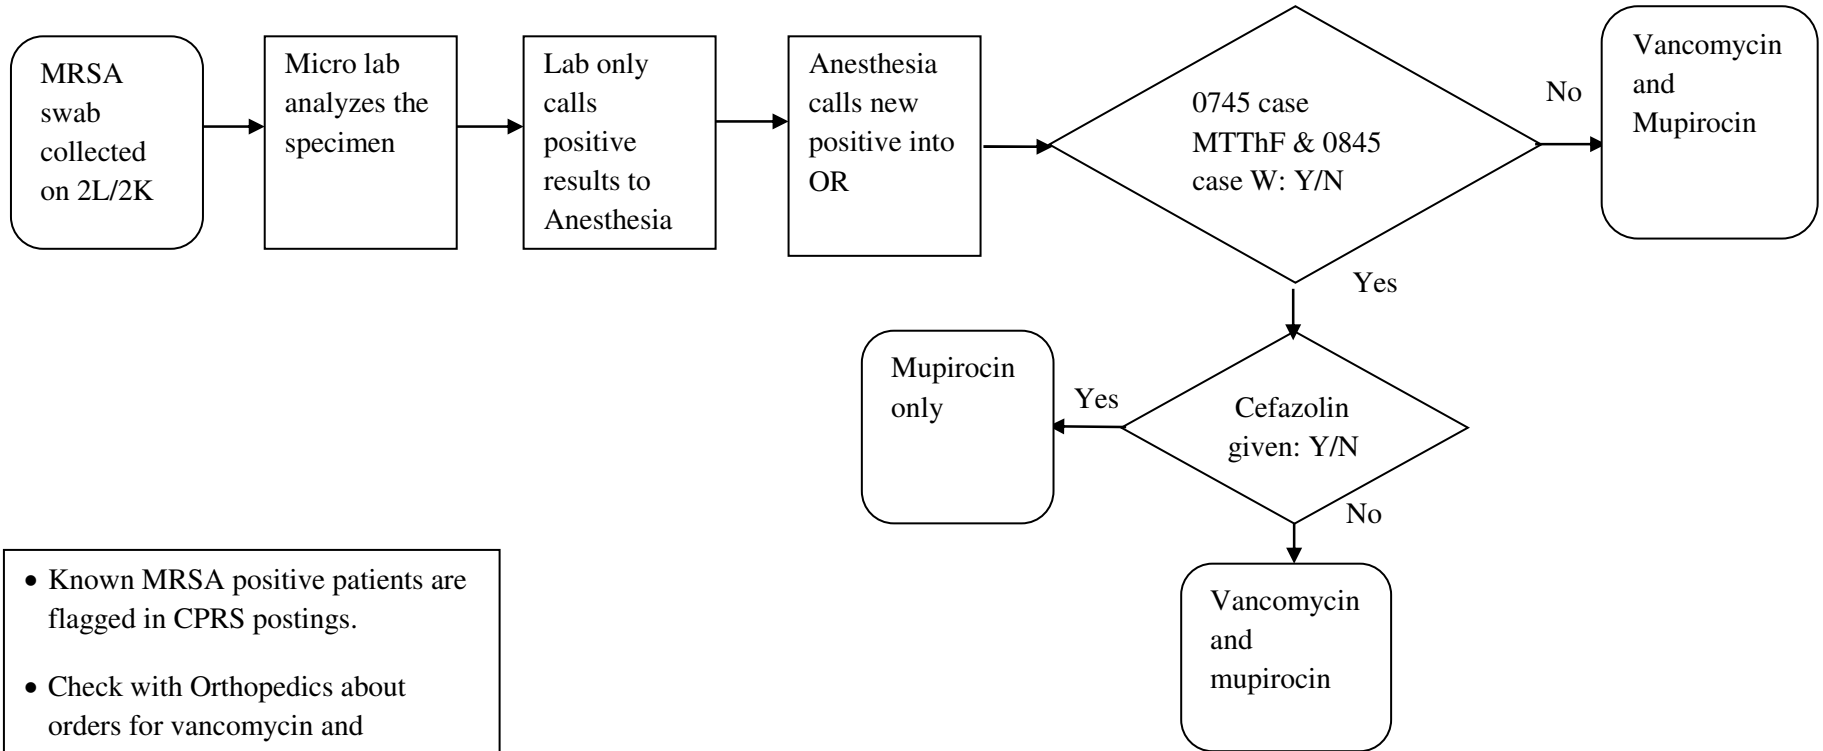 MRSA
swab
collected
on 2L/2K
Micro lab
analyzes the
specimen
Lab only
calls
positive
results to
Anesthesia
Anesthesia
calls new
positive into
OR
0745 case
MTThF & 0845
case W: Y/N
No
Vancomycin
and
Mupirocin
Yes
Cefazolin
given: Y/N
Yes
Mupirocin
only
No
Vancomycin
and
mupirocin
• Known MRSA positive patients are
flagged in CPRS postings.
• Check with Orthopedics about
orders for vancomycin and